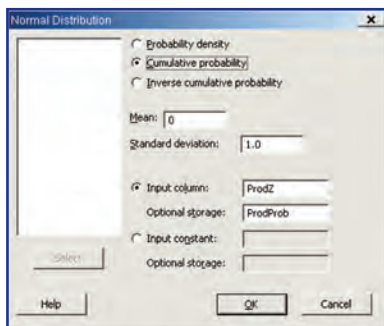 Normal Distribution
Probability density
Cumulative probability
Inverse cumulative probability
Mean: 0
Standard deviation: 1.0
Input column: ProdZ
Optional storage: ProdProb
Input constant:
Optional storage:
Select
Help OK Cancel